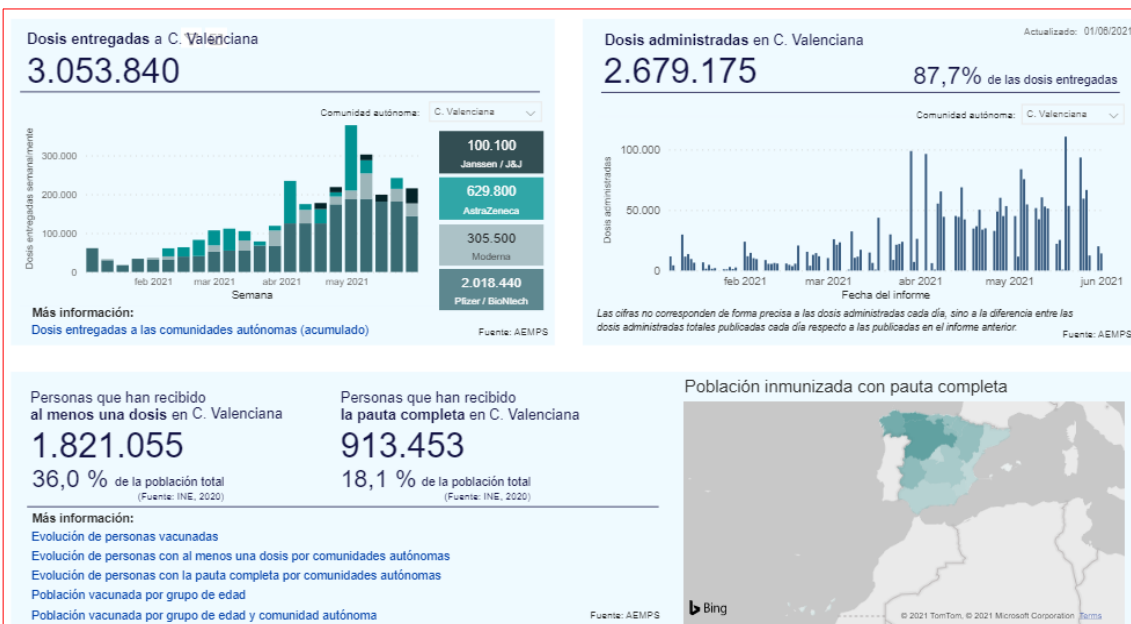 Dosis entregadas a C. Valenciana
3.053.840
Comunidad autónoma: C. Valenciana
Dosis entregadas semanalmente
300.000
200.000
100.000
0
feb 2021 mar 2021 abr 2021 may 2021
Semana
100.100
Janssen / J&J
629.800
AstraZeneca
305.500
Moderna
2.018.440
Pfizer / BioNtech
Más información:
Dosis entregadas a las comunidades autónomas (acumulado)
Fuente: AEMPS
Actualizado: 01/06/2021
Dosis administradas en C. Valenciana
2.679.175
87,7% de las dosis entregadas
Comunidad autónoma: C. Valenciana
Dosis administradas
100.000
50.000
0
feb 2021 mar 2021 abr 2021 may 2021 jun 2021
Fecha del informe
Las cifras no corresponden de forma precisa a las dosis administradas cada día, sino a la diferencia entre las
dosis administradas totales publicadas cada día respecto a las publicadas en el informe anterior.
Fuente: AEMPS
Personas que han recibido
al menos una dosis en C. Valenciana
1.821.055
36,0 % de la población total
(Fuente: INE, 2020)
Personas que han recibido
la pauta completa en C. Valenciana
913.453
18,1 % de la población total
(Fuente: INE, 2020)
Más información:
Evolución de personas vacunadas
Evolución de personas con al menos una dosis por comunidades autónomas
Evolución de personas con la pauta completa por comunidades autónomas
Población vacunada por grupo de edad
Población vacunada por grupo de edad y comunidad autónoma
Fuente: AEMPS
Población inmunizada con pauta completa
Bing
© 2021 TomTom, © 2021 Microsoft Corporation Terms